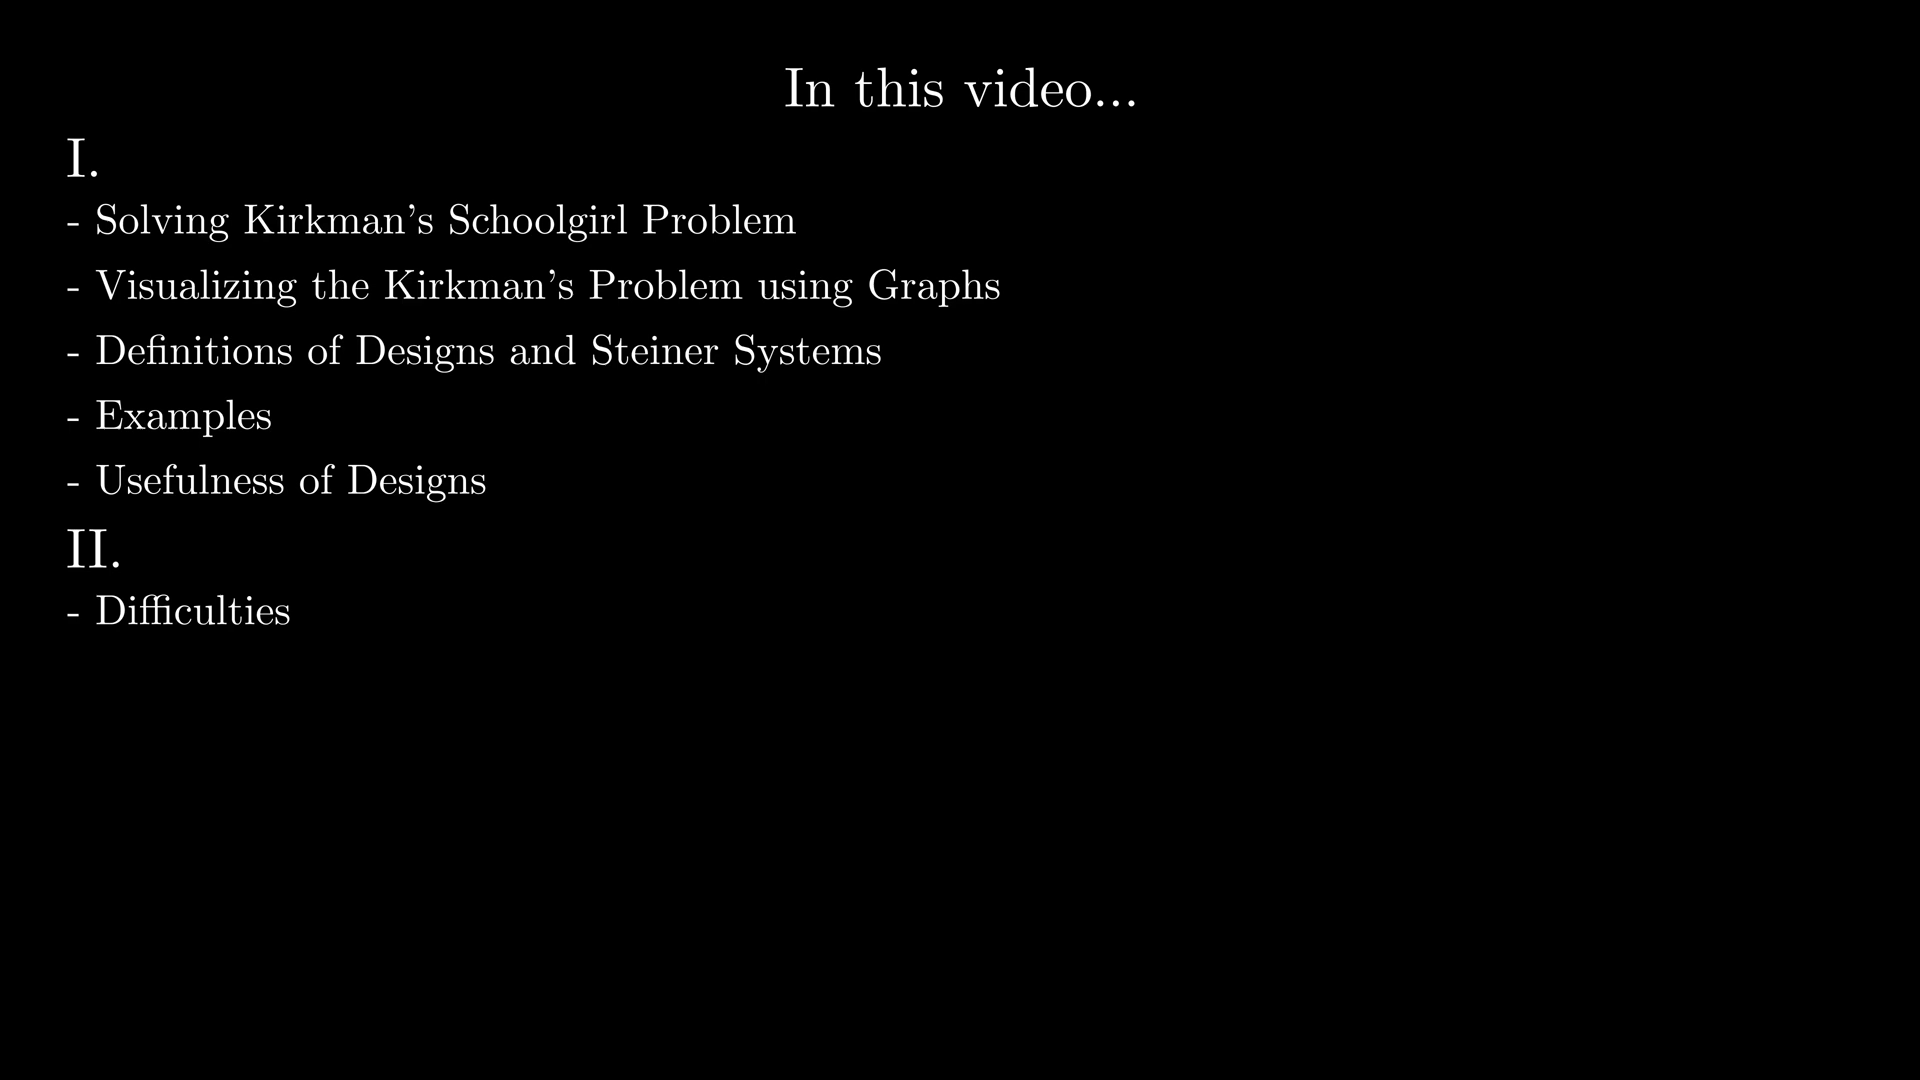 In this video...
I.
- Solving Kirkman's Schoolgirl Problem
- Visualizing the Kirkman's Problem using Graphs
- Definitions of Designs and Steiner Systems
- Examples
- Usefulness of Designs
II.
- Difficulties